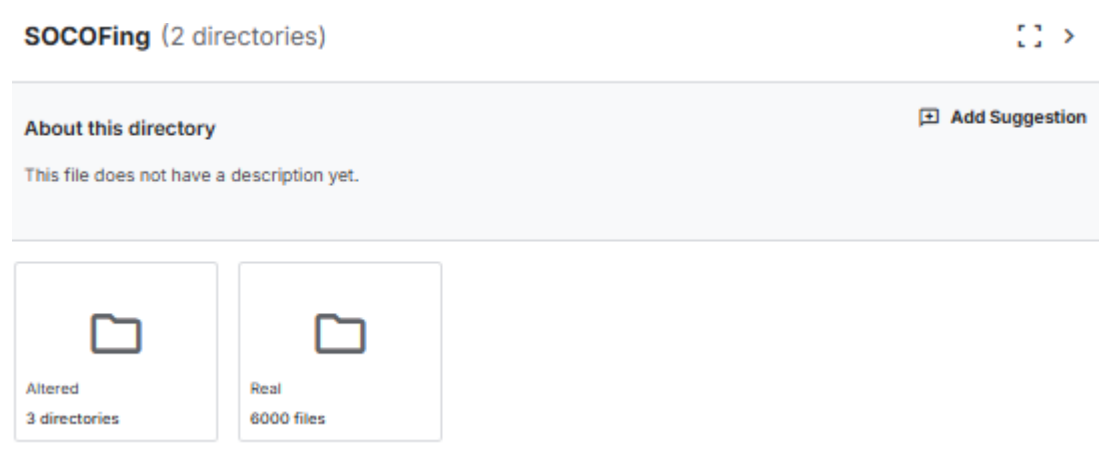 SOCOFing (2 directories)
About this directory
Add Suggestion
This file does not have a description yet.
Altered
3 directories
Real
6000 files